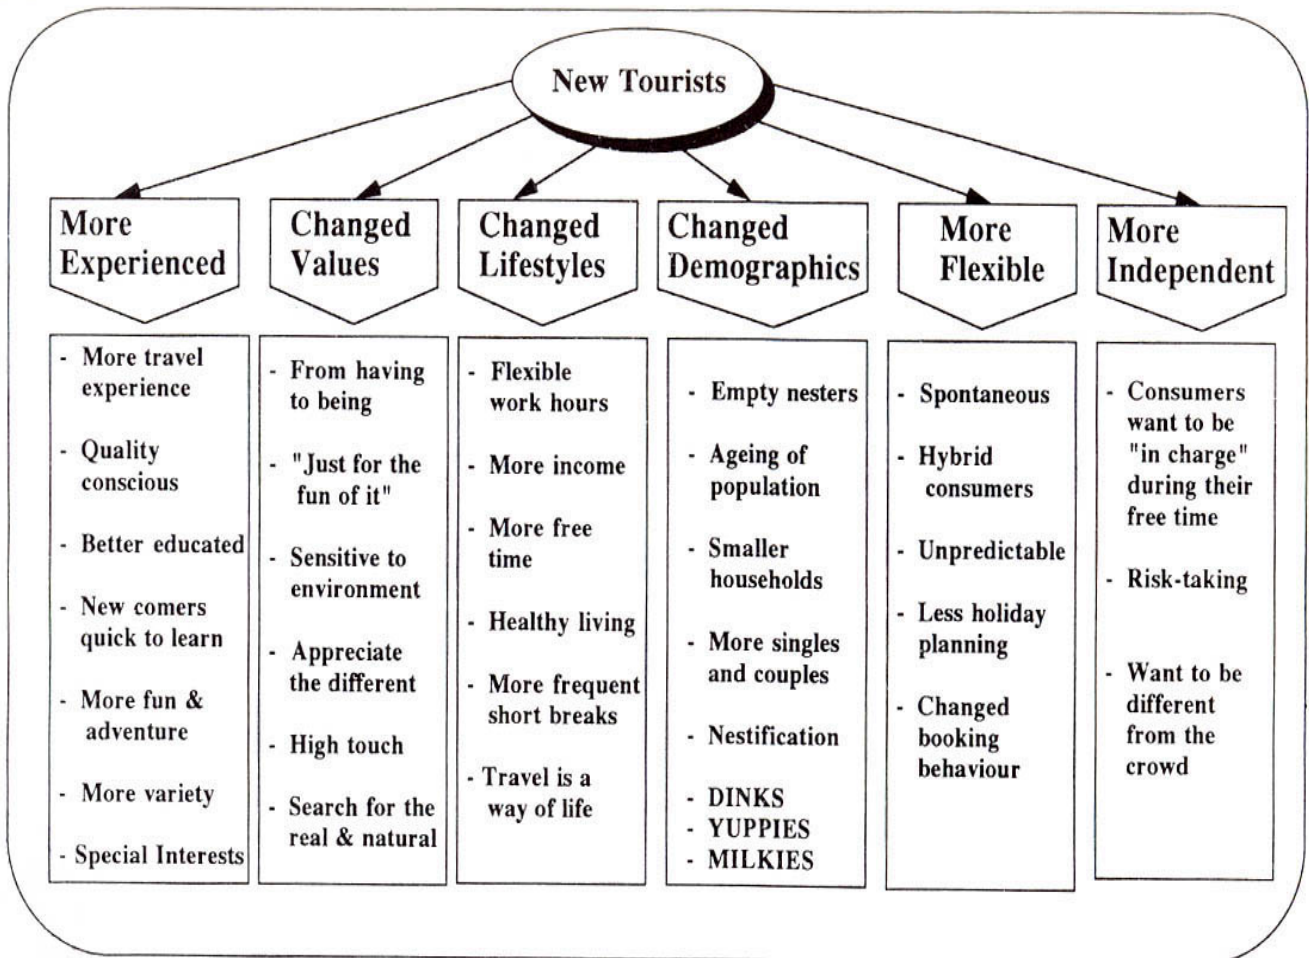 New Tourists
More
Experienced
- More travel
experience
- Quality
conscious
- Better educated
- New comers
quick to learn
- More fun &
adventure
- More variety
- Special Interests
Changed
Values
- From having
to being
- "Just for the
fun of it"
- Sensitive to
environment
- Appreciate
the different
- High touch
- Search for the
real & natural
Changed
Lifestyles
- Flexible
work hours
- More income
- More free
time
- Healthy living
- More frequent
short breaks
- Travel is a
way of life
Changed
Demographics
- Empty nesters
- Ageing of
population
- Smaller
households
- More singles
and couples
- Nestification
- DINKS
- YUPPIES
- MILKIES
More
Flexible
- Spontaneous
- Hybrid
consumers
- Unpredictable
- Less holiday
planning
- Changed
booking
behaviour
More
Independent
- Consumers
want to be
"in charge"
during their
free time
- Risk-taking
- Want to be
different
from the
crowd